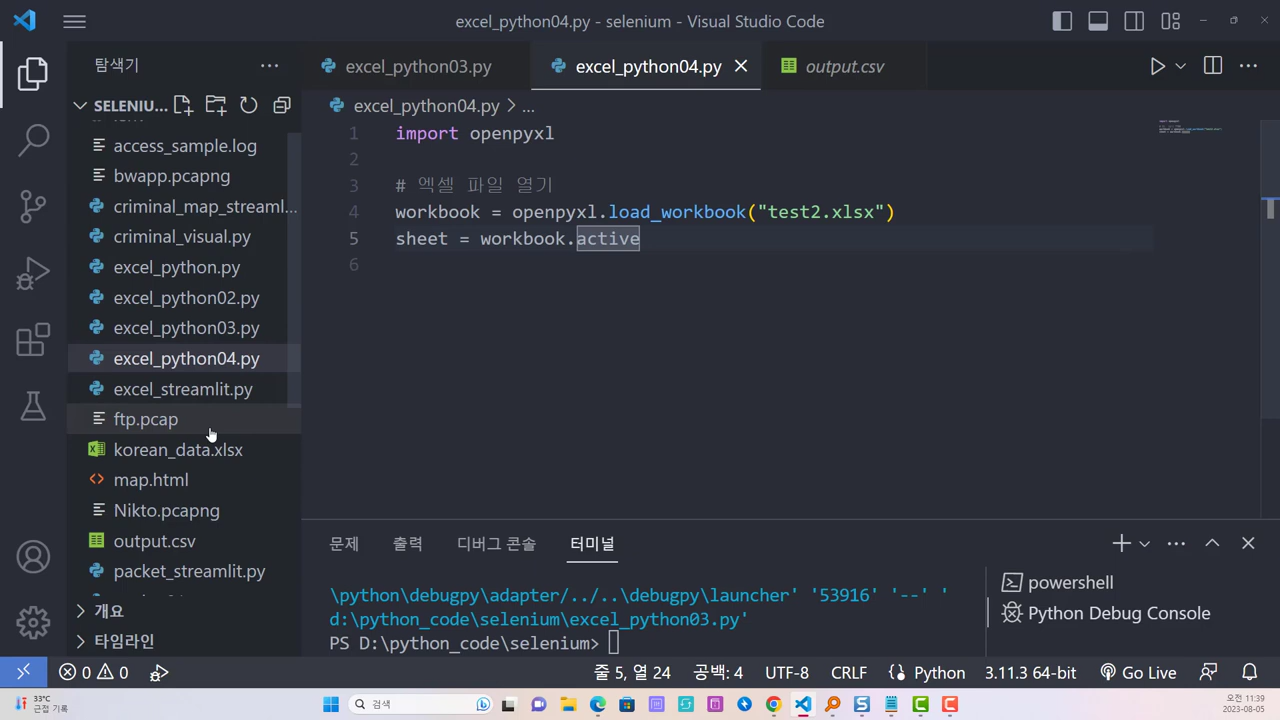 excel_python04.py - selenium - Visual Studio Code
탐색기
SELENIU...
access_sample.log
bwapp.pcapng
criminal_map_streaml...
criminal_visual.py
excel_python.py
excel_python02.py
excel_python03.py
excel_python04.py
excel_streamlit.py
ftp.pcap
korean_data.xlsx
map.html
Nikto.pcapng
output.csv
packet_streamlit.py
개요
타임라인
excel_python03.py
excel_python04.py
output.csv
excel_python04.py > ...
1 import openpyxl
2
3 # 엑셀 파일 열기
4 workbook = openpyxl.load_workbook("test2.xlsx")
5 sheet = workbook.active
6
문제 출력 디버그 콘솔 터미널
\python\debugpy\adapter/../..\debugpy\launcher' '53916' '--' '
d:\python_code\selenium\excel_python03.py'
PS D:\python_code\selenium>
powershell
Python Debug Console
0 0 줄 5, 열 24 공백: 4 UTF-8 CRLF Python 3.11.3 64-bit Go Live
33°C
근접 기록
검색
오전 11:39
2023-08-05